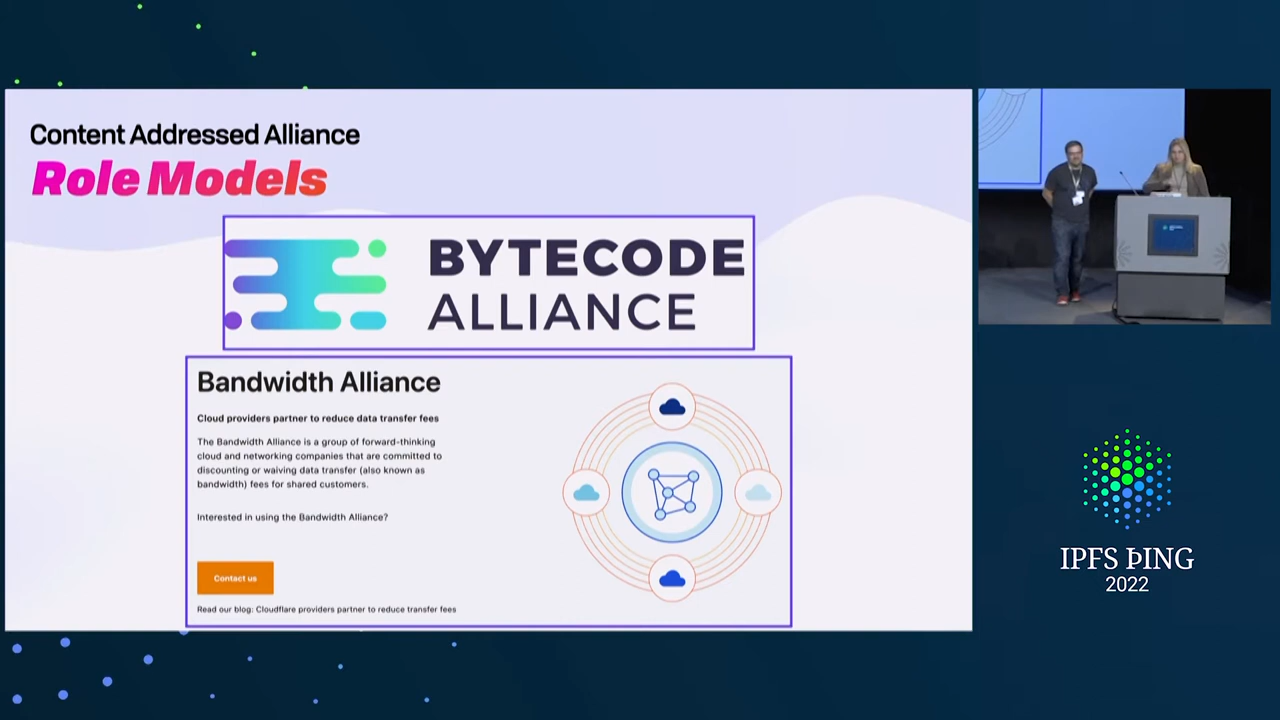 Content Addressed Alliance
Role Models
BYTECODE
ALLIANCE
Bandwidth Alliance
Cloud providers partner to reduce data transfer fees
The Bandwidth Alliance is a group of forward-thinking
cloud and networking companies that are committed to
discounting or waiving data transfer (also known as
bandwidth) fees for shared customers.
Interested in using the Bandwidth Alliance?
Contact us
Read our blog: Cloudflare providers partner to reduce transfer fees
IPFS ÞING
2022